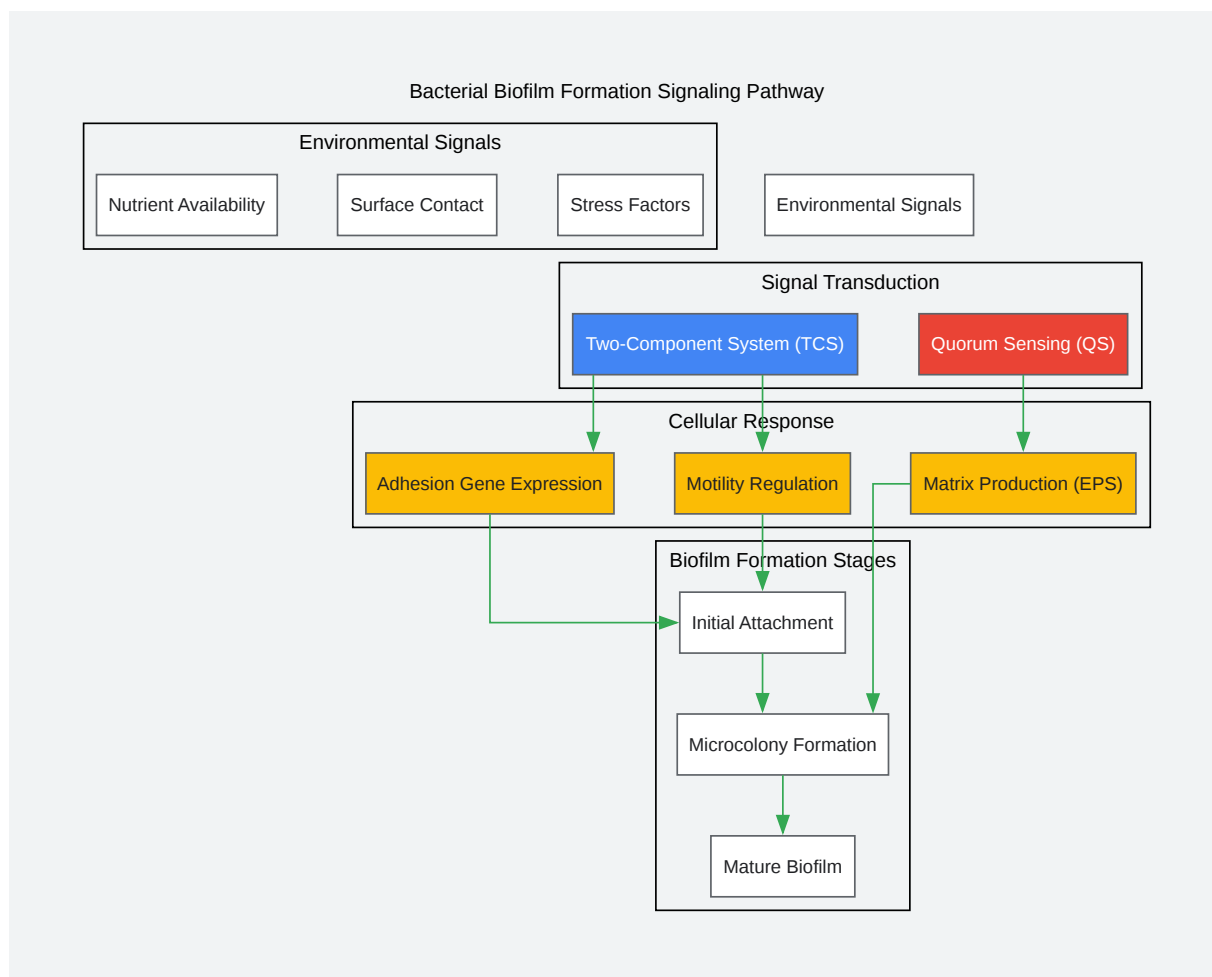 Bacterial Biofilm Formation Signaling Pathway
Environmental Signals
Nutrient Availability
Surface Contact
Stress Factors
Environmental Signals
Signal Transduction
Two-Component System (TCS)
Quorum Sensing (QS)
Cellular Response
Adhesion Gene Expression
Motility Regulation
Matrix Production (EPS)
Biofilm Formation Stages
Initial Attachment
Microcolony Formation
Mature Biofilm